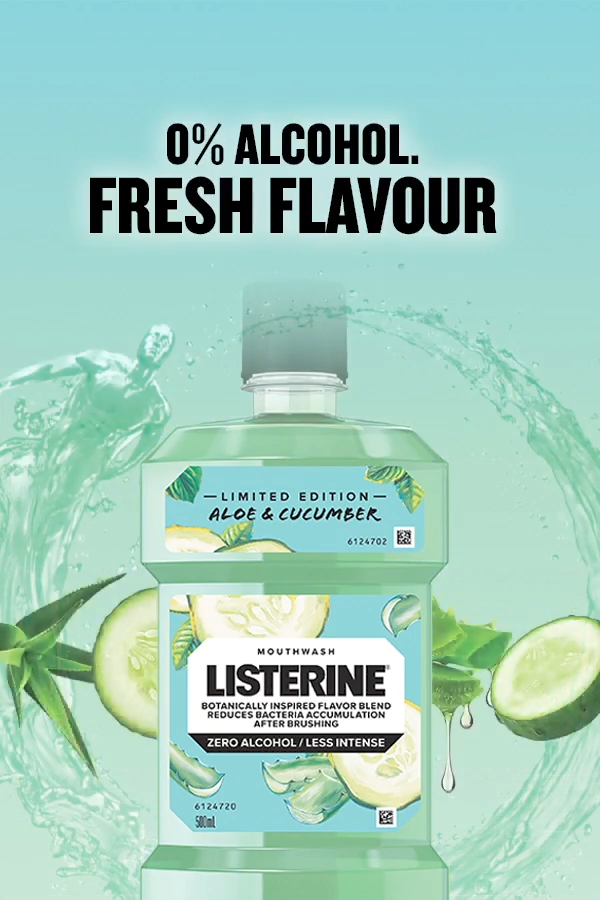 0% ALCOHOL.
FRESH FLAVOUR
LIMITED EDITION
ALOE & CUCUMBER
6124702
MOUTHWASH
LISTERINE®
BOTANICALLY INSPIRED FLAVOR BLEND
REDUCES BACTERIA ACCUMULATION
AFTER BRUSHING
ZERO ALCOHOL / LESS INTENSE
6124720
500mL